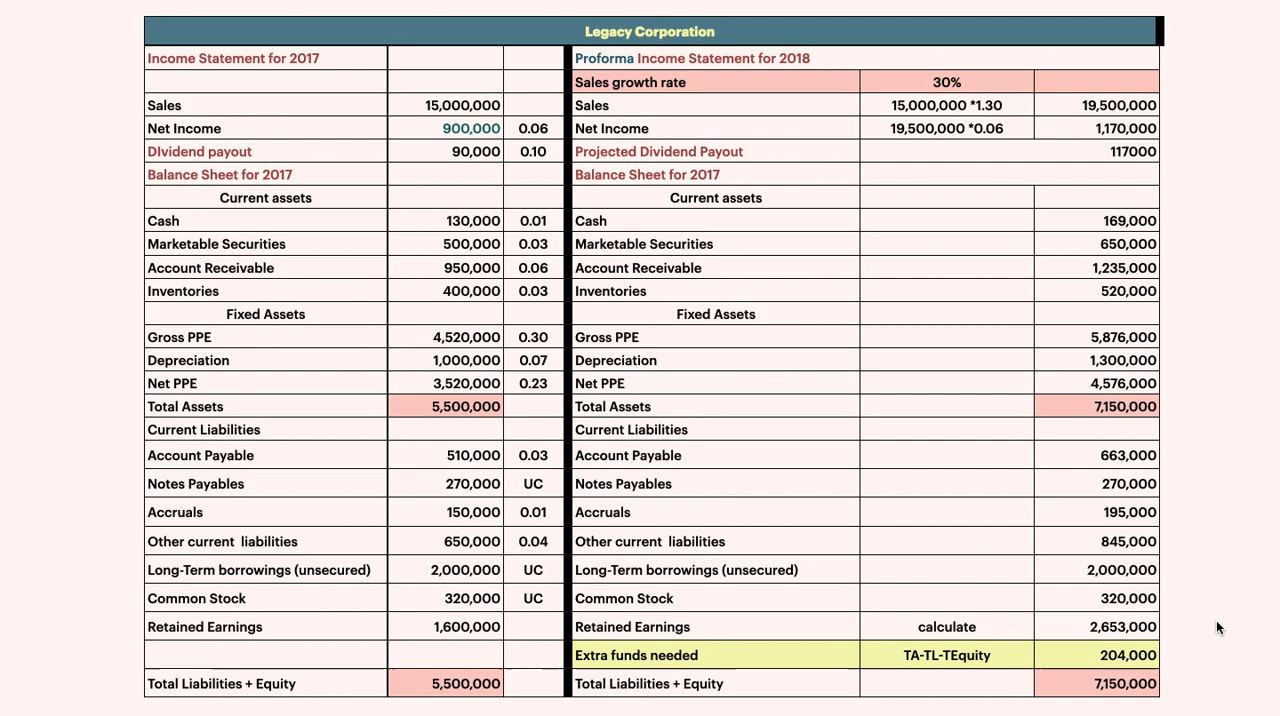 Legacy Corporation
Income Statement for 2017 Proforma Income Statement for 2018
Sales growth rate 30%
Sales 15,000,000 Sales 15,000,000 *1.30 19,500,000
Net Income 900,000 0.06 Net Income 19,500,000 *0.06 1,170,000
DIvidend payout 90,000 0.10 Projected Dividend Payout 117000
Balance Sheet for 2017 Balance Sheet for 2017
Current assets Current assets
Cash 130,000 0.01 Cash 169,000
Marketable Securities 500,000 0.03 Marketable Securities 650,000
Account Receivable 950,000 0.06 Account Receivable 1,235,000
Inventories 400,000 0.03 Inventories 520,000
Fixed Assets Fixed Assets
Gross PPE 4,520,000 0.30 Gross PPE 5,876,000
Depreciation 1,000,000 0.07 Depreciation 1,300,000
Net PPE 3,520,000 0.23 Net PPE 4,576,000
Total Assets 5,500,000 Total Assets 7,150,000
Current Liabilities Current Liabilities
Account Payable 510,000 0.03 Account Payable 663,000
Notes Payables 270,000 UC Notes Payables 270,000
Accruals 150,000 0.01 Accruals 195,000
Other current liabilities 650,000 0.04 Other current liabilities 845,000
Long-Term borrowings (unsecured) 2,000,000 UC Long-Term borrowings (unsecured) 2,000,000
Common Stock 320,000 UC Common Stock 320,000
Retained Earnings 1,600,000 Retained Earnings calculate 2,653,000
Extra funds needed TA-TL-TEquity 204,000
Total Liabilities + Equity 5,500,000 Total Liabilities + Equity 7,150,000